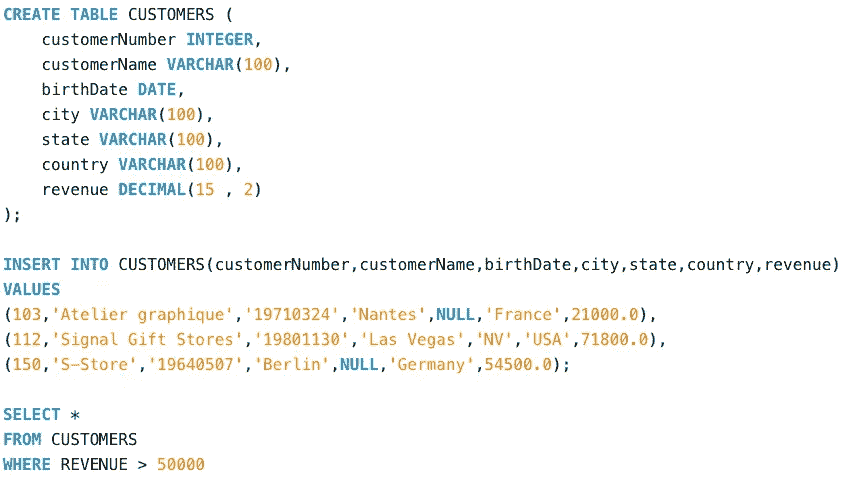 CREATE TABLE CUSTOMERS (
    customerNumber INTEGER,
    customerName VARCHAR(100),
    birthDate DATE,
    city VARCHAR(100),
    state VARCHAR(100),
    country VARCHAR(100),
    revenue DECIMAL(15 , 2)
);
INSERT INTO CUSTOMERS(customerNumber,customerName,birthDate,city,state,country,revenue)
VALUES
(103,'Atelier graphique','19710324','Nantes',NULL,'France',21000.0),
(112,'Signal Gift Stores','19801130','Las Vegas','NV','USA',71800.0),
(150,'S-Store','19640507','Berlin',NULL,'Germany',54500.0);
SELECT *
FROM CUSTOMERS
WHERE REVENUE > 50000